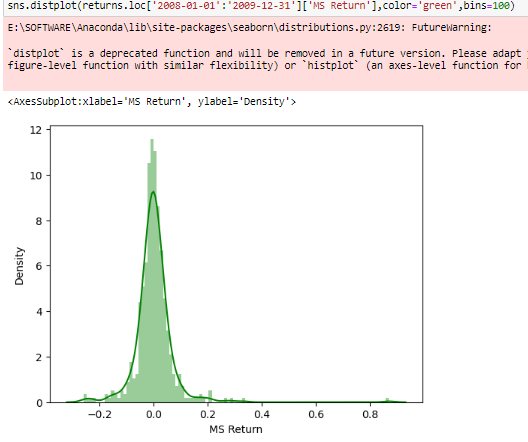 sns.distplot(returns.loc['2008-01-01':'2009-12-31']['MS Return'],color='green',bins=100)
E:\SOFTWARE\Anaconda\lib\site-packages\seaborn\distributions.py:2619: FutureWarning:
`distplot` is a deprecated function and will be removed in a future version. Please adapt
figure-level function with similar flexibility) or `histplot` (an axes-level function for
<AxesSubplot:xlabel='MS Return', ylabel='Density'>
12
10
8
6
4
2
0
Density
−0.2 0.0 0.2 0.4 0.6 0.8
MS Return